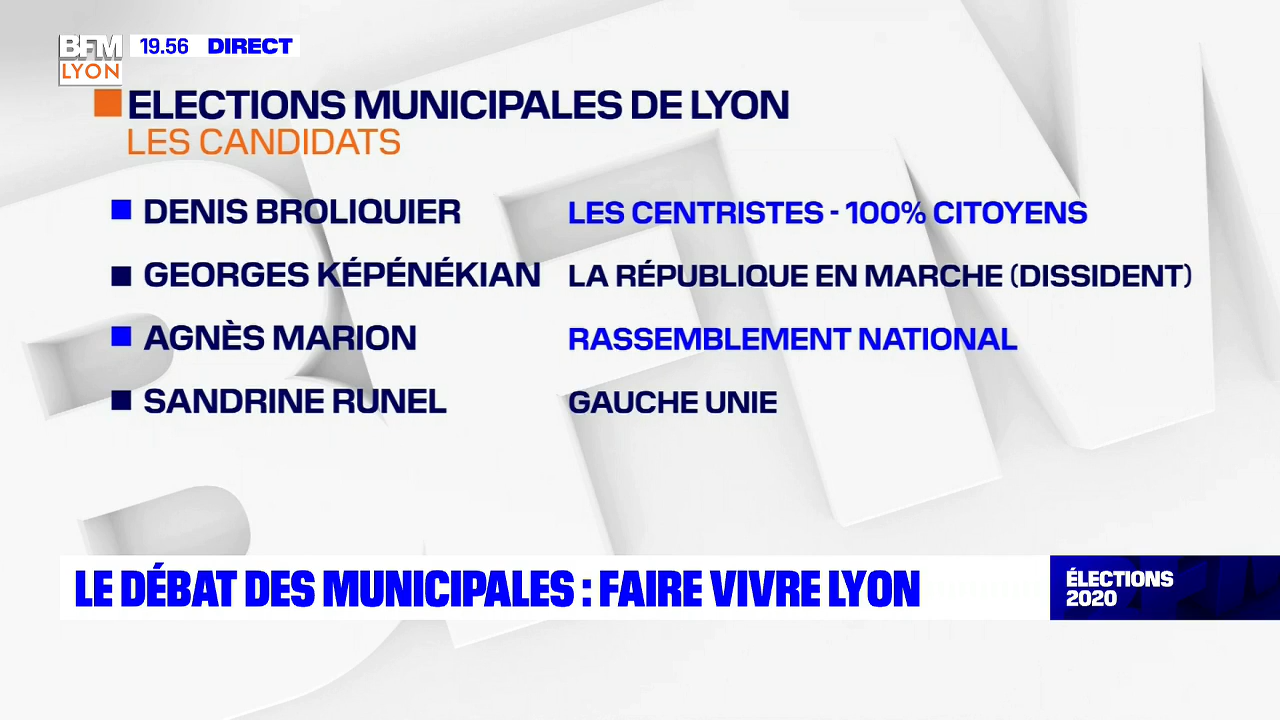 BFM
LYON
19.56 DIRECT
ELECTIONS MUNICIPALES DE LYON
LES CANDIDATS
DENIS BROLIQUIER LES CENTRISTES - 100% CITOYENS
GEORGES KÉPÉNÉKIAN LA RÉPUBLIQUE EN MARCHE (DISSIDENT)
AGNÈS MARION RASSEMBLEMENT NATIONAL
SANDRINE RUNEL GAUCHE UNIE
LE DÉBAT DES MUNICIPALES : FAIRE VIVRE LYON
ÉLECTIONS
2020